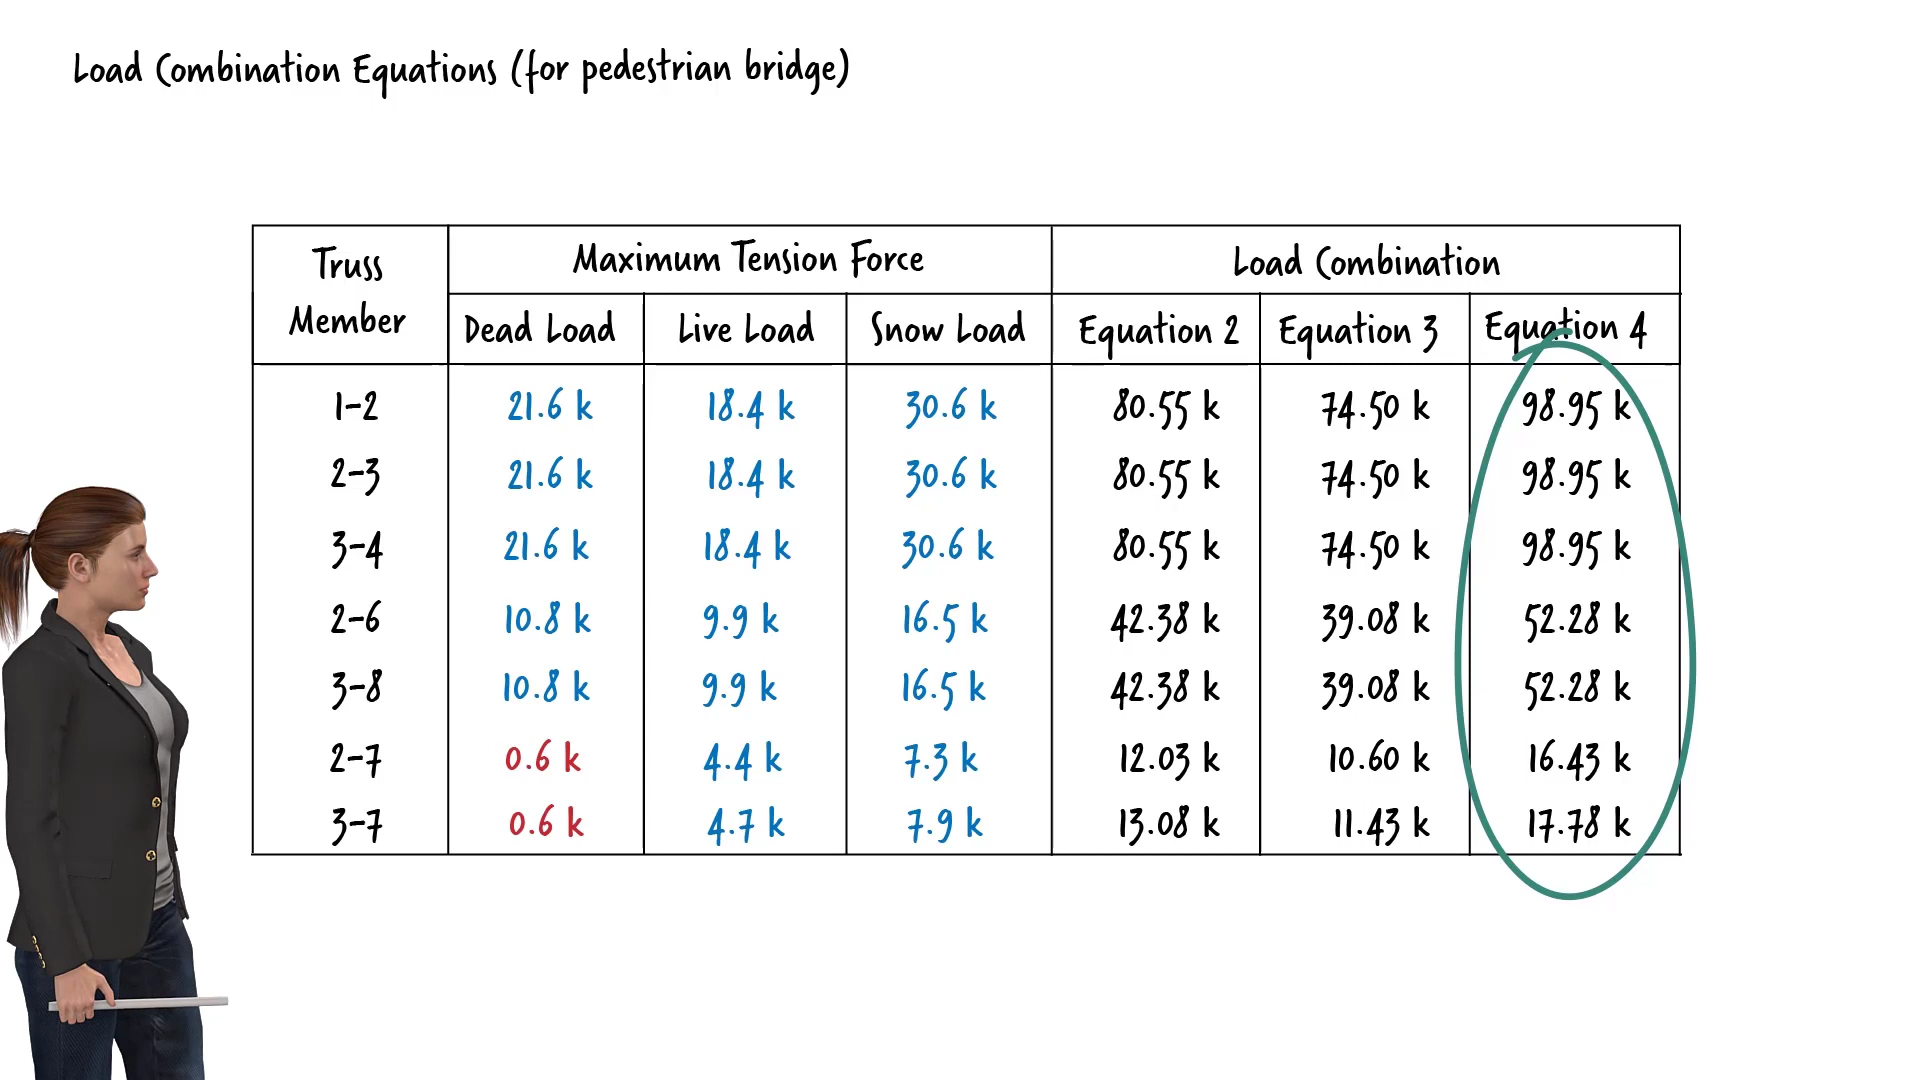 Load Combination Equations (for pedestrian bridge)
Truss Member Maximum Tension Force Load Combination
Dead Load Live Load Snow Load Equation 2 Equation 3 Equation 4
1-2 21.6 k 18.4 k 30.6 k 80.55 k 74.50 k 98.95 k
2-3 21.6 k 18.4 k 30.6 k 80.55 k 74.50 k 98.95 k
3-4 21.6 k 18.4 k 30.6 k 80.55 k 74.50 k 98.95 k
2-6 10.8 k 9.9 k 16.5 k 42.38 k 39.08 k 52.28 k
3-8 10.8 k 9.9 k 16.5 k 42.38 k 39.08 k 52.28 k
2-7 0.6 k 4.4 k 7.3 k 12.03 k 10.60 k 16.43 k
3-7 0.6 k 4.7 k 7.9 k 13.08 k 11.43 k 17.78 k